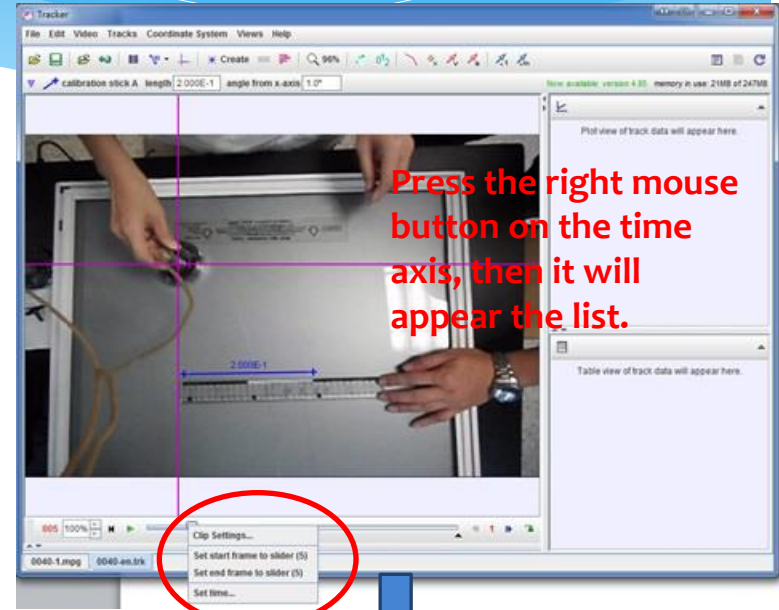 Tracker
File Edit Video Tracks Coordinate System Views Help
Create 96%
calibration stick A length 2.000E-1 angle from x-axis 1.0°
Now available: version 4.85 memory in use: 21MB of 247MB
Plot view of track data will appear here.
Press the right mouse
button on the time
axis, then it will
appear the list.
2.000E-1
Table view of track data will appear here.
005 100% 1
Clip Settings...
Set start frame to slider (5)
Set end frame to slider (5)
Set time...
0040-1.mpg 0040-en.trk